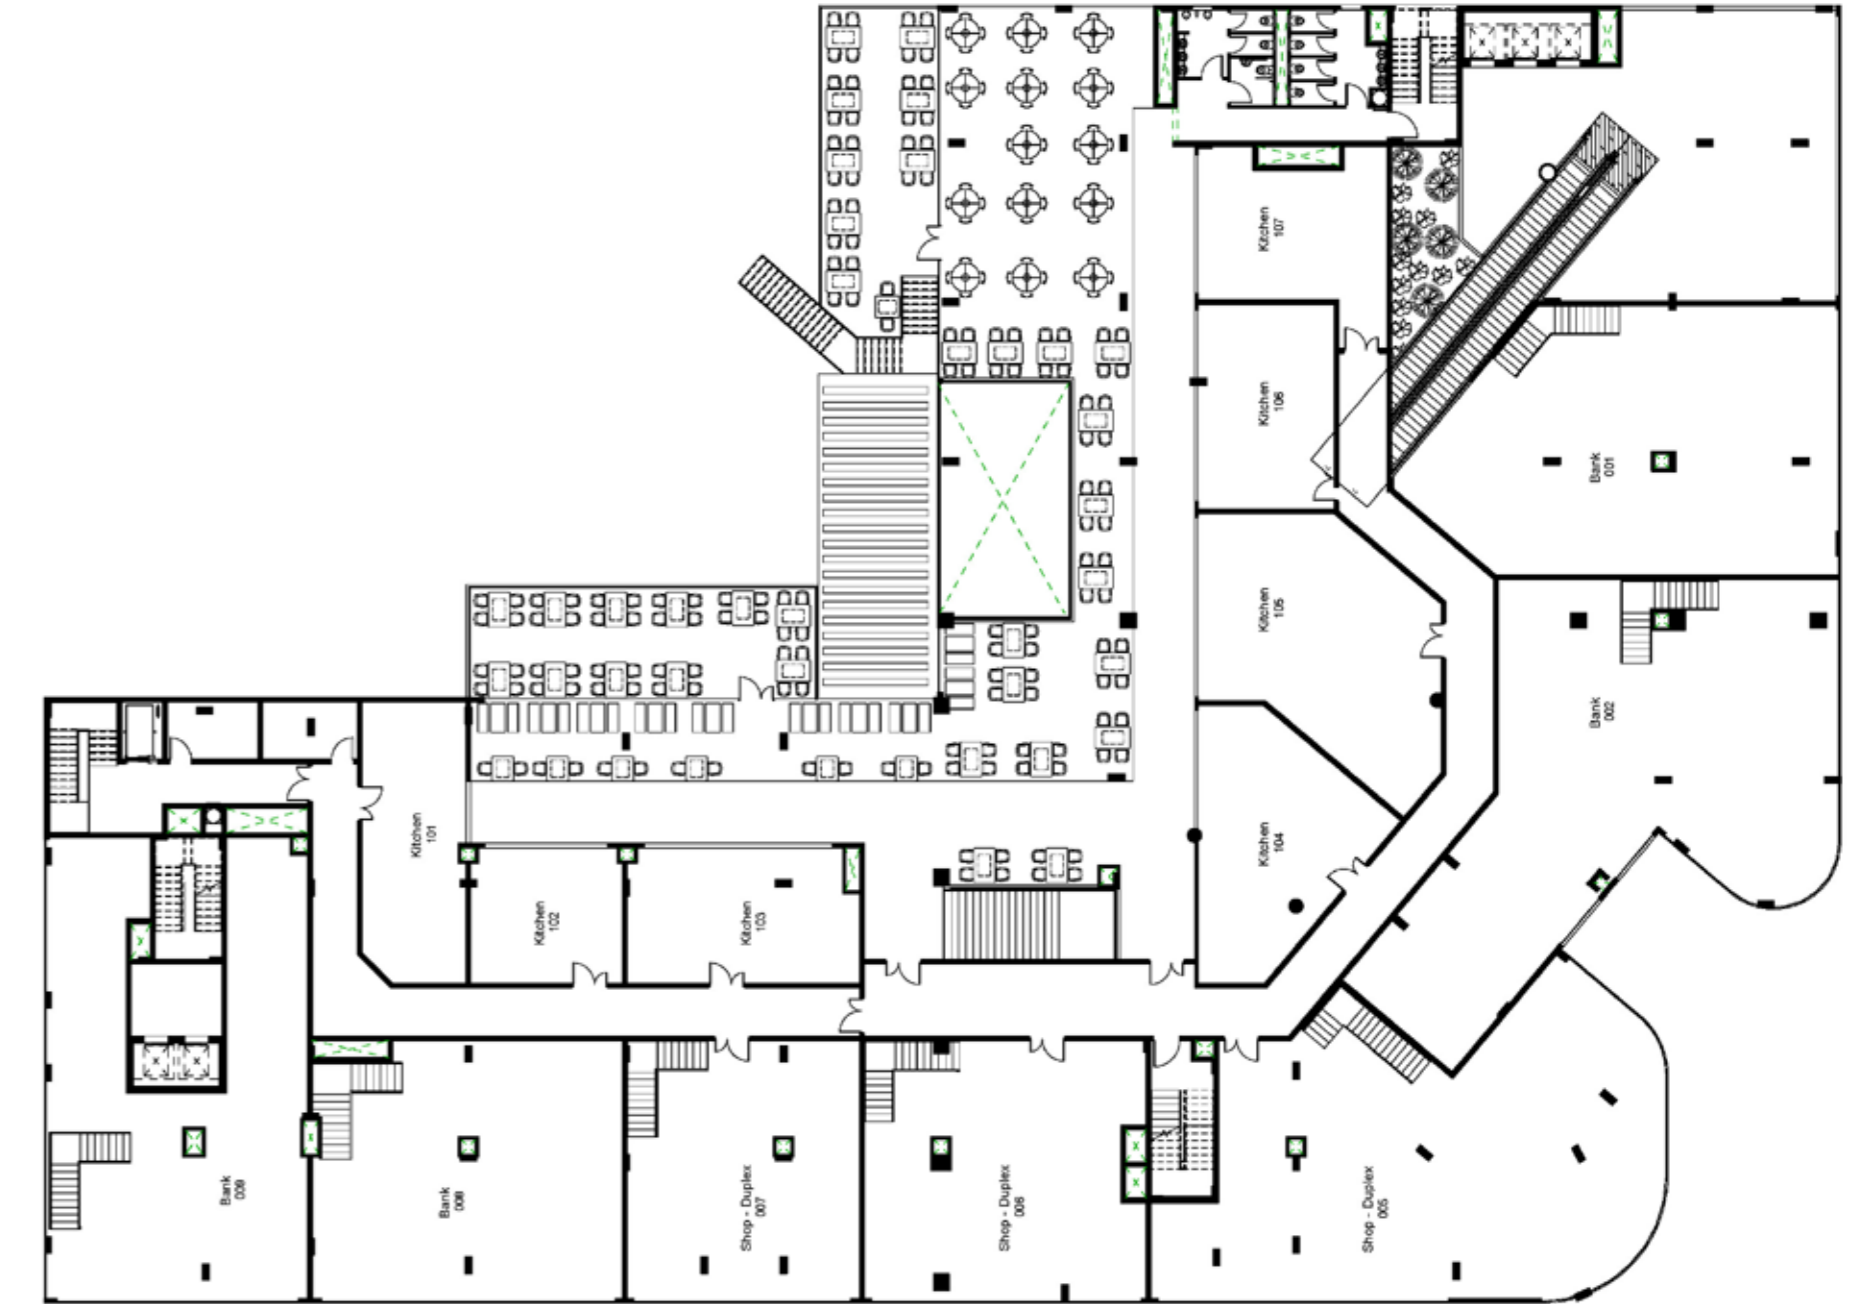 Kitchen
107
Kitchen
106
Bank
001
Kitchen
105
Bank
002
Kitchen
101
Kitchen
104
Kitchen
102
Kitchen
103
Bank
009
Bank
008
Shop - Duplex
007
Shop - Duplex
006
Shop - Duplex
005